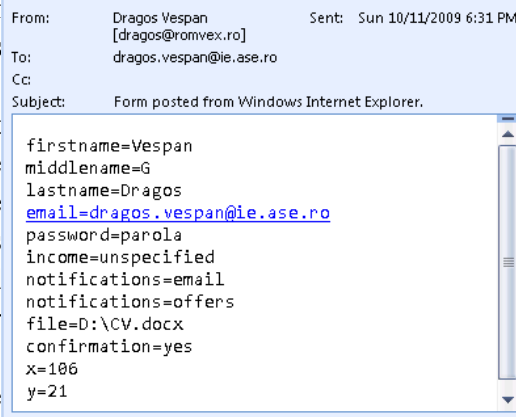 From: Dragos Vespan Sent: Sun 10/11/2009 6:31 PM
[dragos@romvex.ro]
To: dragos.vespan@ie.ase.ro
Cc:
Subject: Form posted from Windows Internet Explorer.
firstname=Vespan
middlename=G
lastname=Dragos
email=dragos.vespan@ie.ase.ro
password=parola
income=unspecified
notifications=email
notifications=offers
file=D:\CV.docx
confirmation=yes
x=106
y=21